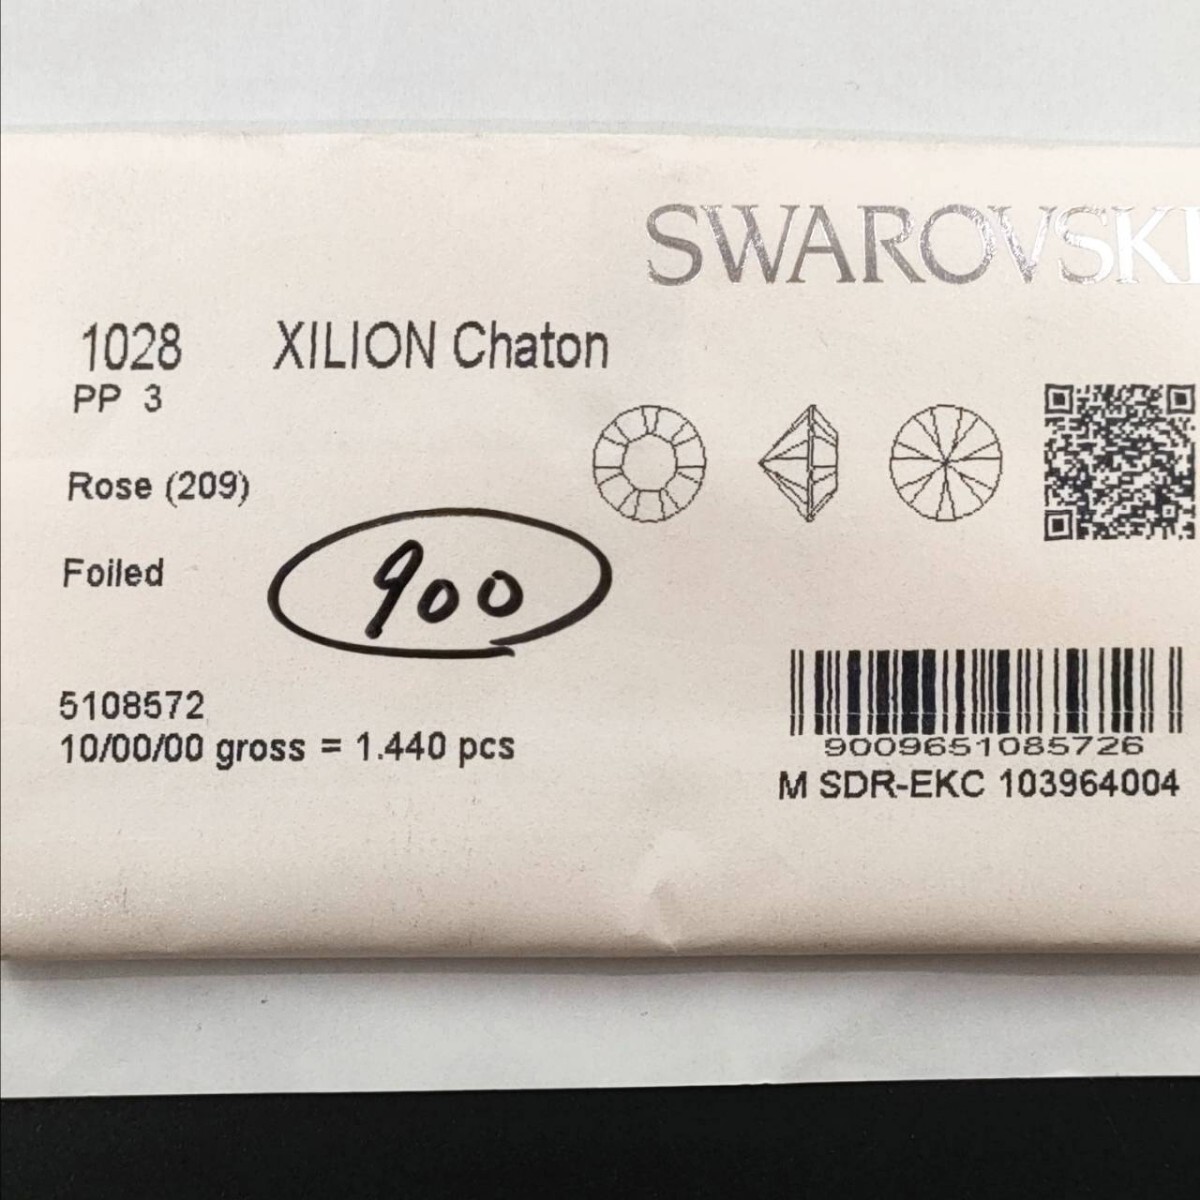 SWAROVSKI
1028 XILION Chaton
PP 3
Rose (209)
Foiled
900
5108572
10/00/00 gross = 1.440 pcs
9009651085726
M SDR-EKC 103964004